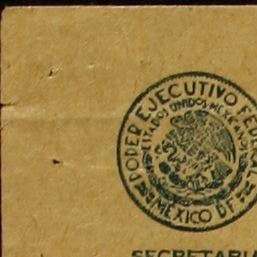 PODER EJECUTIVO FEDERAL
ESTADOS UNIDOS MEXICANOS
MEXICO DF
SECRETARIA